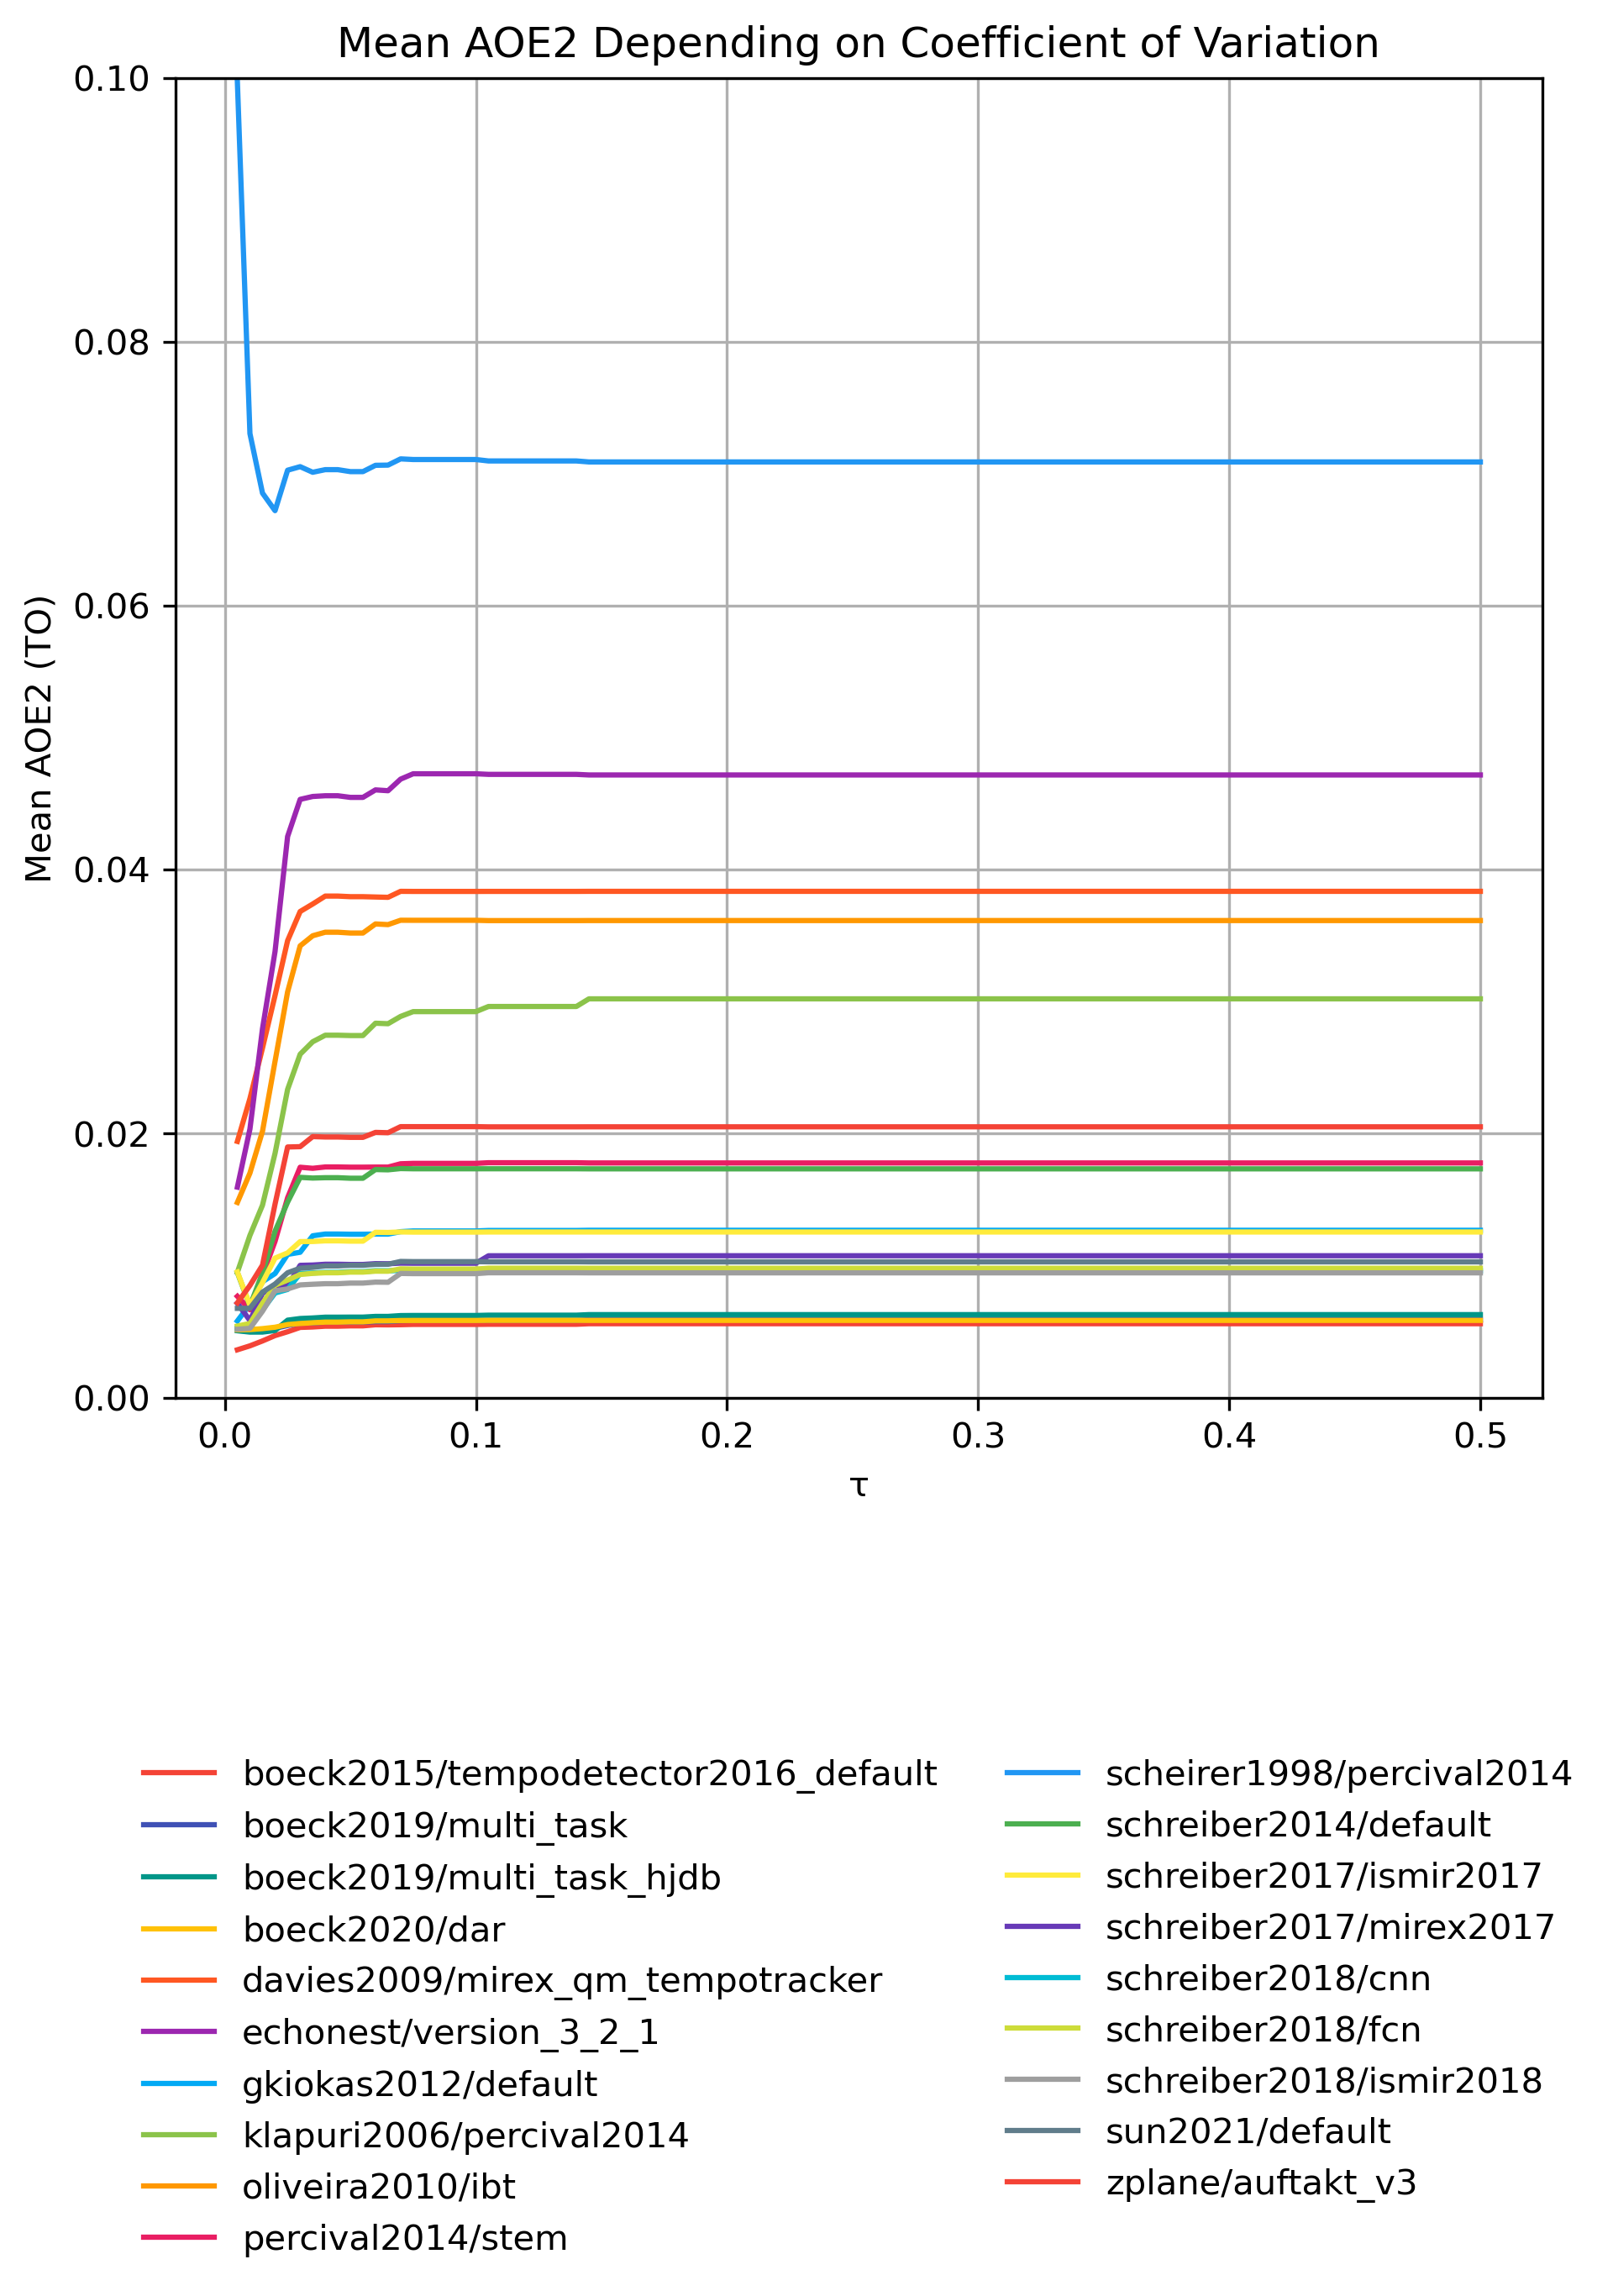 Mean AOE2 Depending on Coefficient of Variation
0.10
0.08
0.06
0.04
0.02
0.00
Mean AOE2 (TO)
0.0 0.1 0.2 0.3 0.4 0.5
τ
boeck2015/tempodetector2016_default
boeck2019/multi_task
boeck2019/multi_task_hjdb
boeck2020/dar
davies2009/mirex_qm_tempotracker
echonest/version_3_2_1
gkiokas2012/default
klapuri2006/percival2014
oliveira2010/ibt
percival2014/stem
scheirer1998/percival2014
schreiber2014/default
schreiber2017/ismir2017
schreiber2017/mirex2017
schreiber2018/cnn
schreiber2018/fcn
schreiber2018/ismir2018
sun2021/default
zplane/auftakt_v3